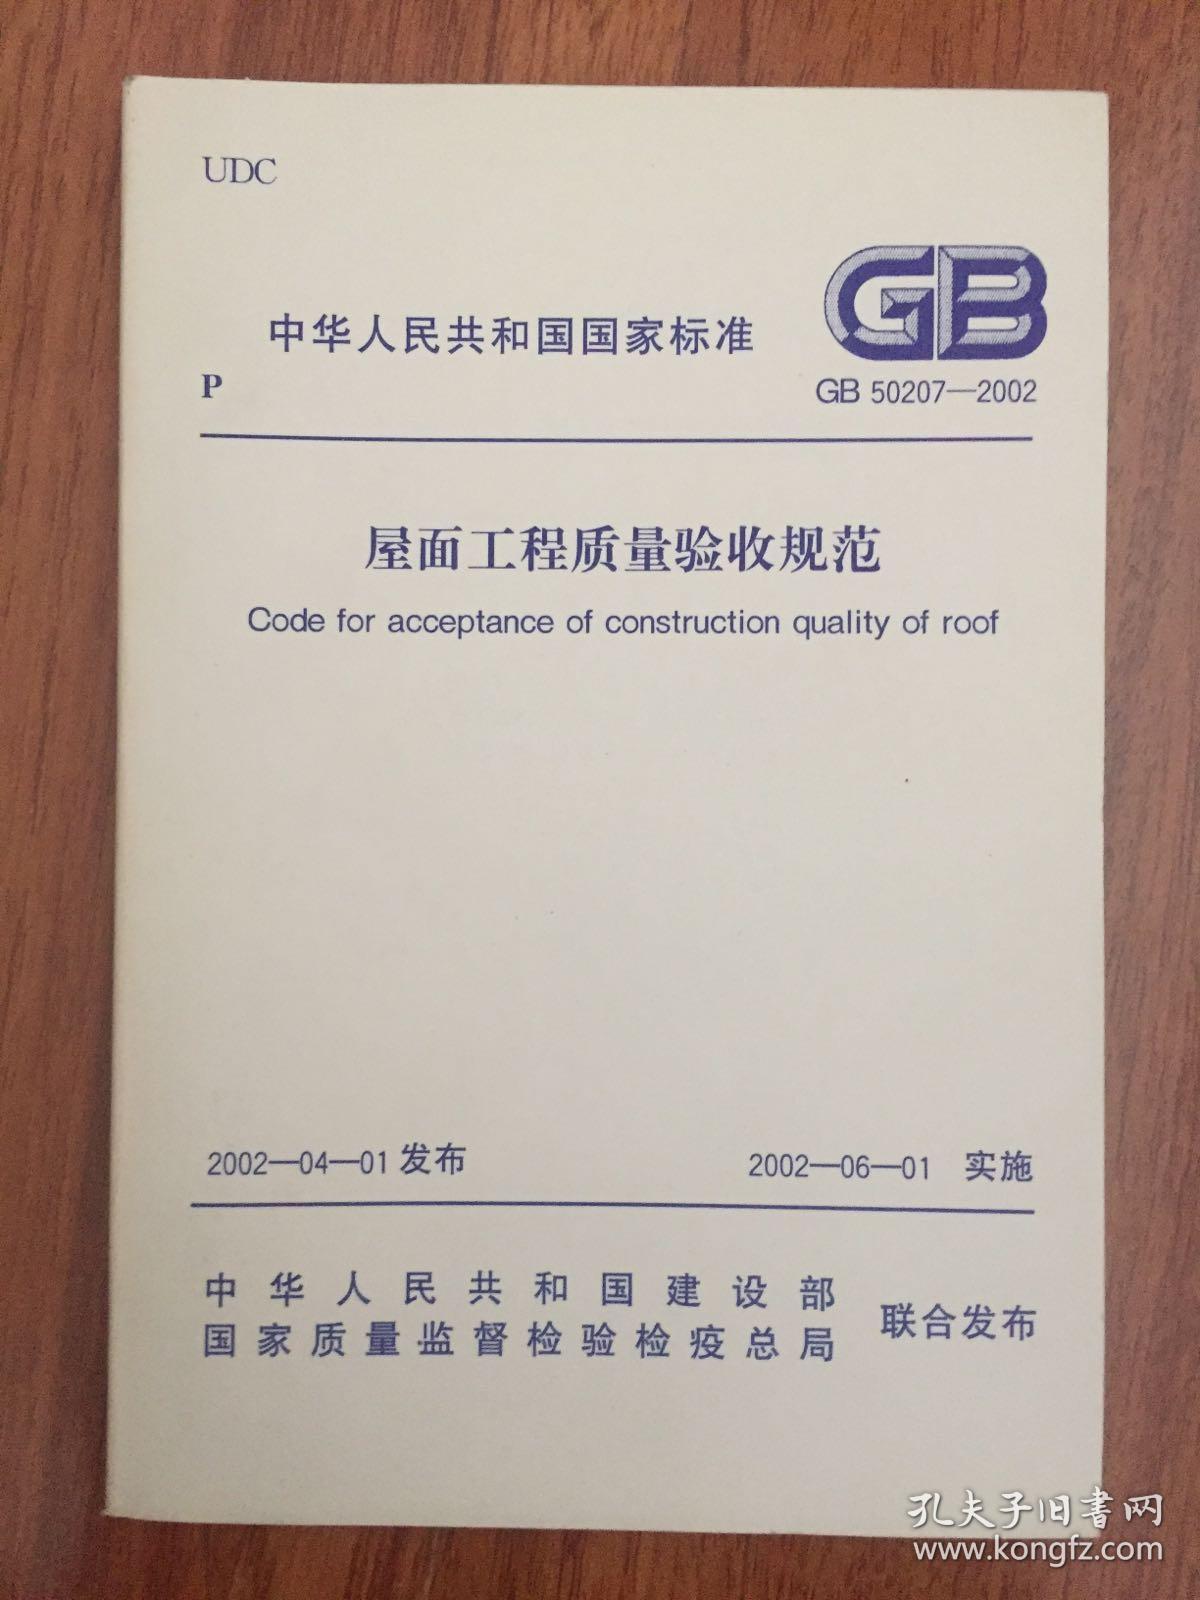 UDC
GB
中华人民共和国国家标准
P
GB 50207—2002
屋面工程质量验收规范
Code for acceptance of construction quality of roof
2002—04—01 发布
2002—06—01 实施
中华人民共和国建设部
国家质量监督检验检疫总局
联合发布
孔夫子旧书网
www.kongfz.com